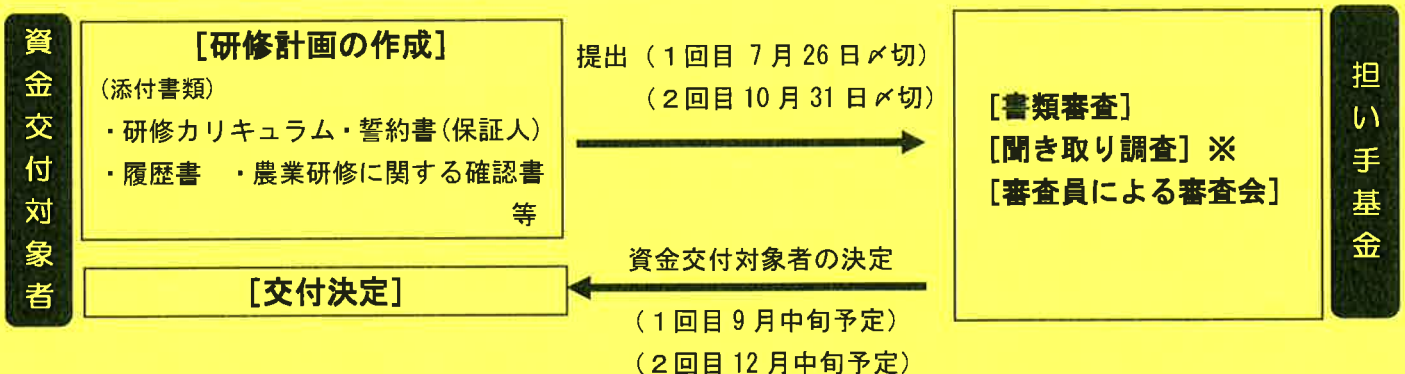 資金交付対象者
[研修計画の作成]
(添付書類)
・研修カリキュラム・誓約書(保証人)
・履歴書 ・農業研修に関する確認書
等
[交付決定]
提出（1回目 7月26日〆切）
（2回目 10月31日〆切）
資金交付対象者の決定
（1回目 9月中旬予定）
（2回目 12月中旬予定）
[書類審査]
[聞き取り調査] ※
[審査員による審査会]
担い手基金